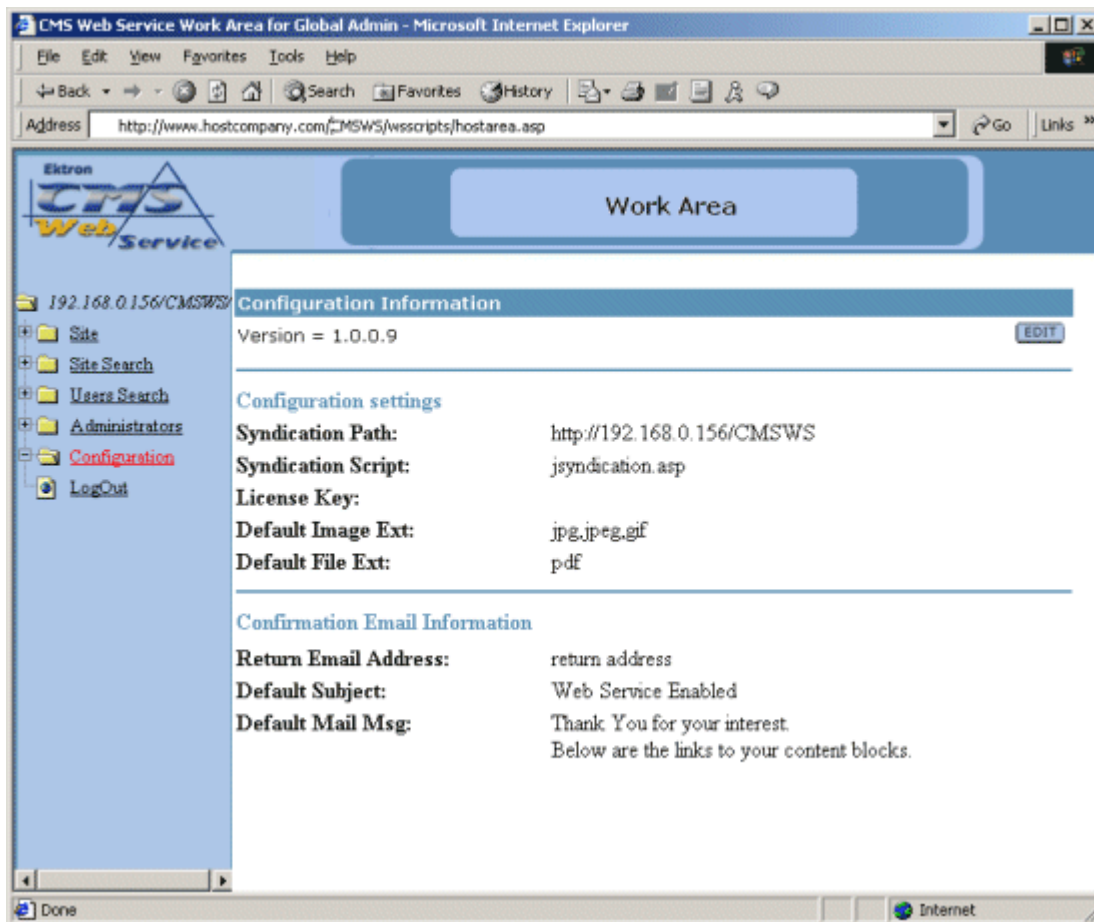 CMS Web Service Work Area for Global Admin - Microsoft Internet Explorer
File Edit View Favorites Tools Help
Back Search Favorites History
Address http://www.hostcompany.com/CMSWS/wsscripts/hostarea.asp Go Links »
Ektron
CMS
Web
Service
Work Area
192.168.0.156/CMSWS/
Site
Site Search
Users Search
Administrators
Configuration
LogOut
Configuration Information
Version = 1.0.0.9 EDIT
Configuration settings
Syndication Path: http://192.168.0.156/CMSWS
Syndication Script: jsyndication.asp
License Key:
Default Image Ext: jpg,jpeg,gif
Default File Ext: pdf
Confirmation Email Information
Return Email Address: return address
Default Subject: Web Service Enabled
Default Mail Msg: Thank You for your interest.
Below are the links to your content blocks.
Done Internet